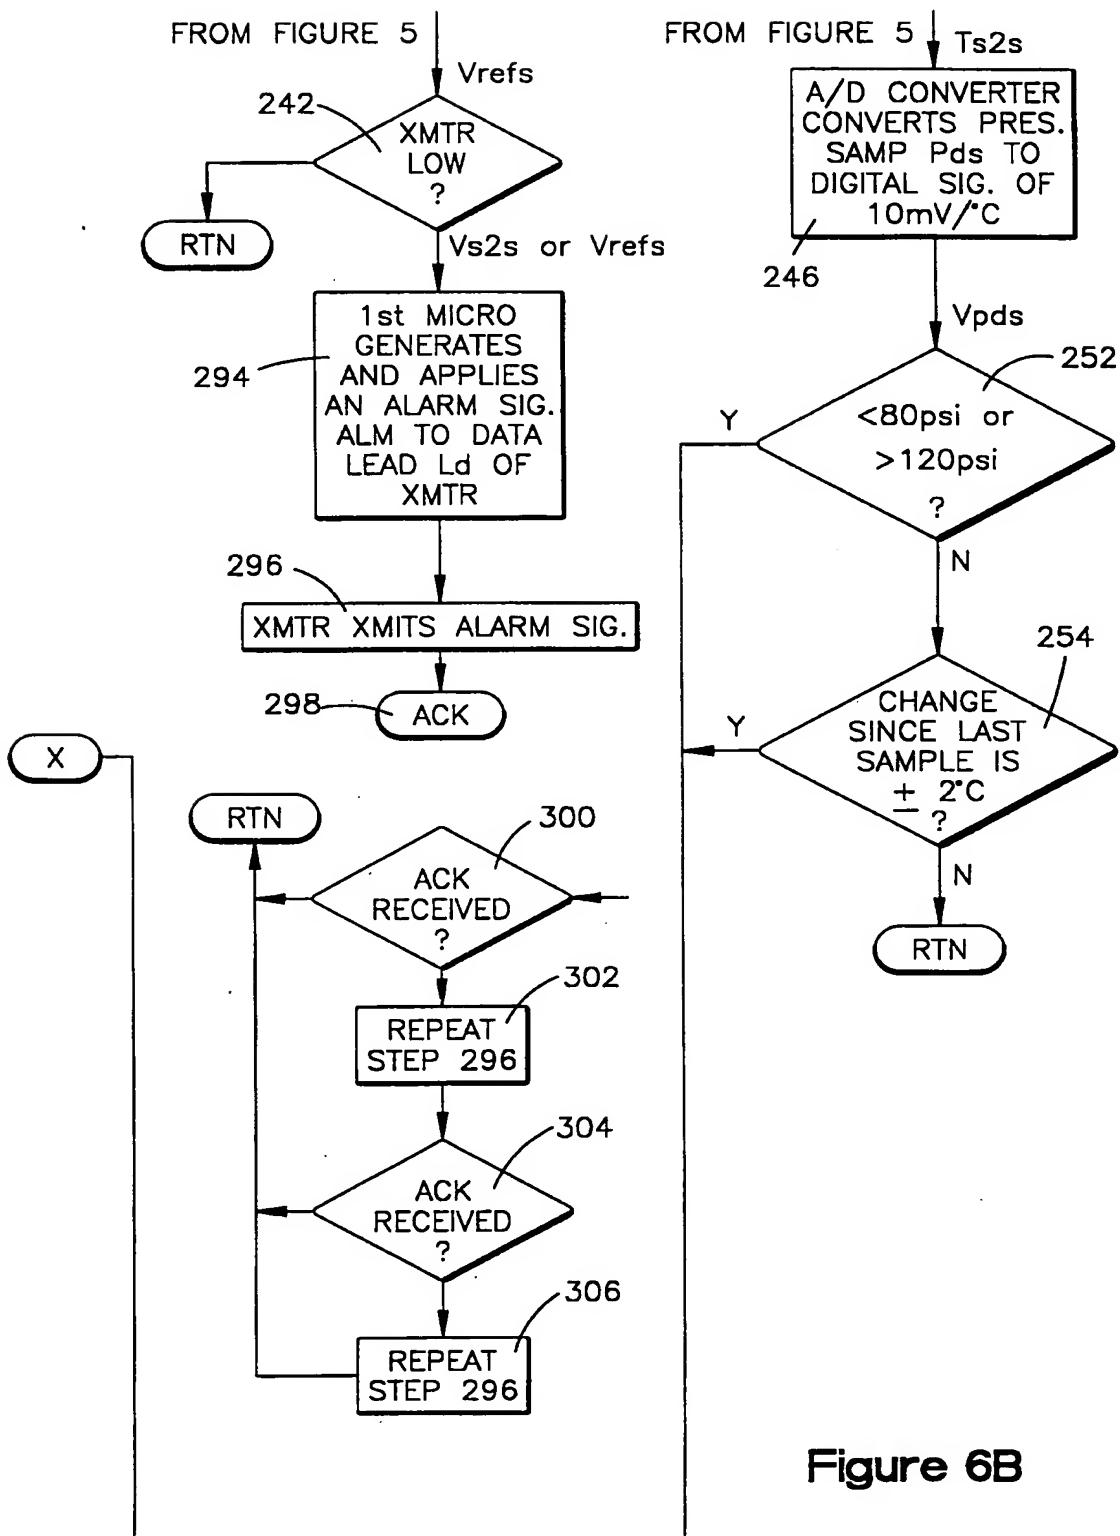 FROM FIGURE 5
Vrefs
242
XMTR
LOW
?
RTN
Vs2s or Vrefs
1st MICRO
GENERATES
AND APPLIES
AN ALARM SIG.
ALM TO DATA
LEAD Ld OF
XMTR
294
296
XMTR XMITS ALARM SIG.
298
ACK
X
RTN
300
ACK
RECEIVED
?
302
REPEAT
STEP 296
304
ACK
RECEIVED
?
306
REPEAT
STEP 296
FROM FIGURE 5
Ts2s
A/D CONVERTER
CONVERTS PRES.
SAMP Pds TO
DIGITAL SIG. OF
10mV/°C
246
Vpds
252
Y
<80psi or
>120psi
?
N
254
Y
CHANGE
SINCE LAST
SAMPLE IS
± 2°C
?
N
RTN
Figure 6B